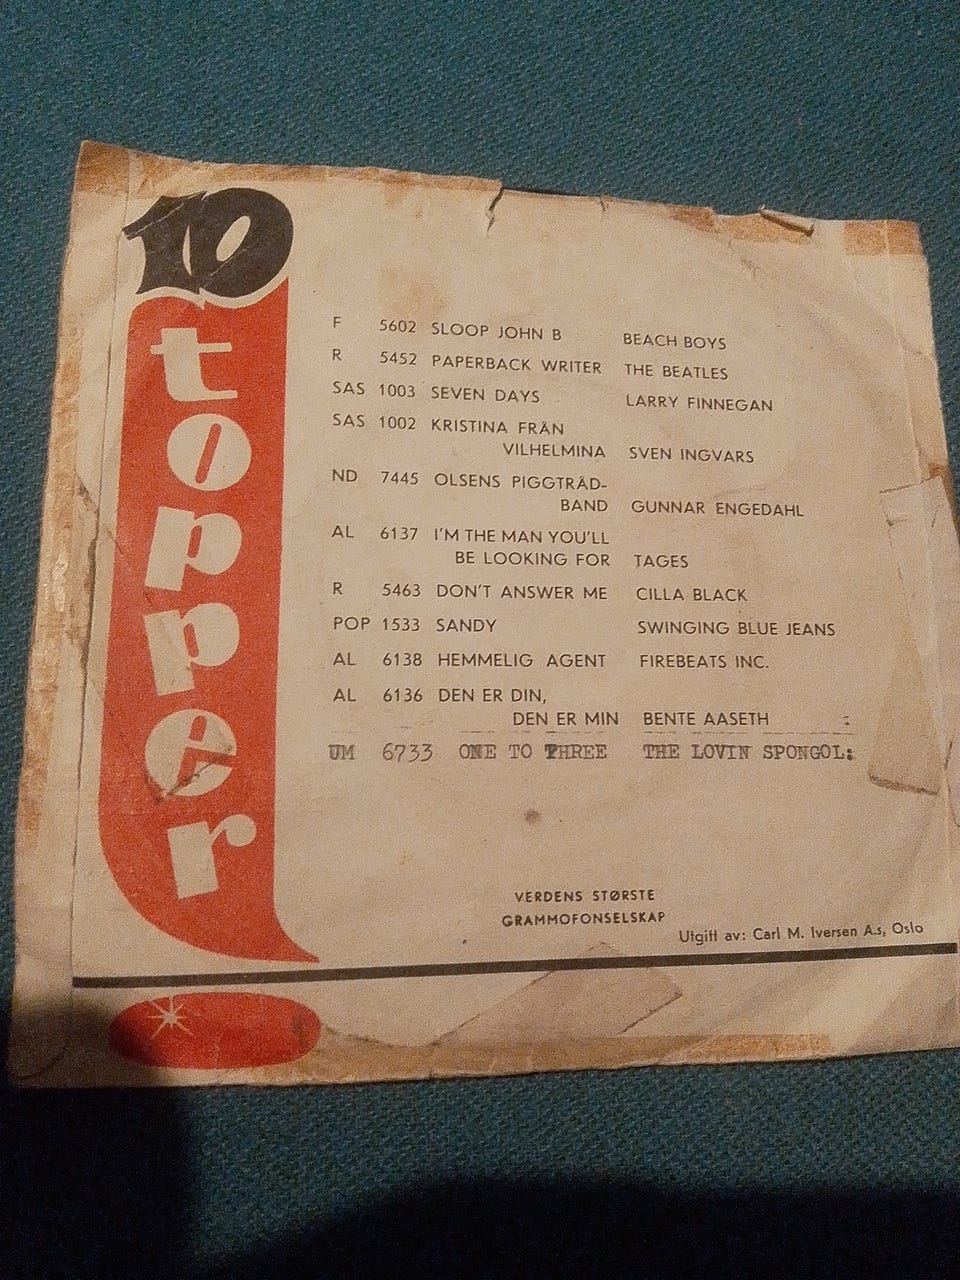 10
topper
F 5602 SLOOP JOHN B BEACH BOYS
R 5452 PAPERBACK WRITER THE BEATLES
SAS 1003 SEVEN DAYS LARRY FINNEGAN
SAS 1002 KRISTINA FRÅN
VILHELMINA SVEN INGVARS
ND 7445 OLSENS PIGGTRÅD-
BAND GUNNAR ENGEDAHL
AL 6137 I'M THE MAN YOU'LL
BE LOOKING FOR TAGES
R 5463 DON'T ANSWER ME CILLA BLACK
POP 1533 SANDY SWINGING BLUE JEANS
AL 6138 HEMMELIG AGENT FIREBEATS INC.
AL 6136 DEN ER DIN,
DEN ER MIN BENTE AASETH :
UM 6733 ONE TO THREE THE LOVIN SPONGOL:
VERDENS STØRSTE
GRAMMOFONSELSKAP
Utgitt av: Carl M. Iversen A.s, Oslo